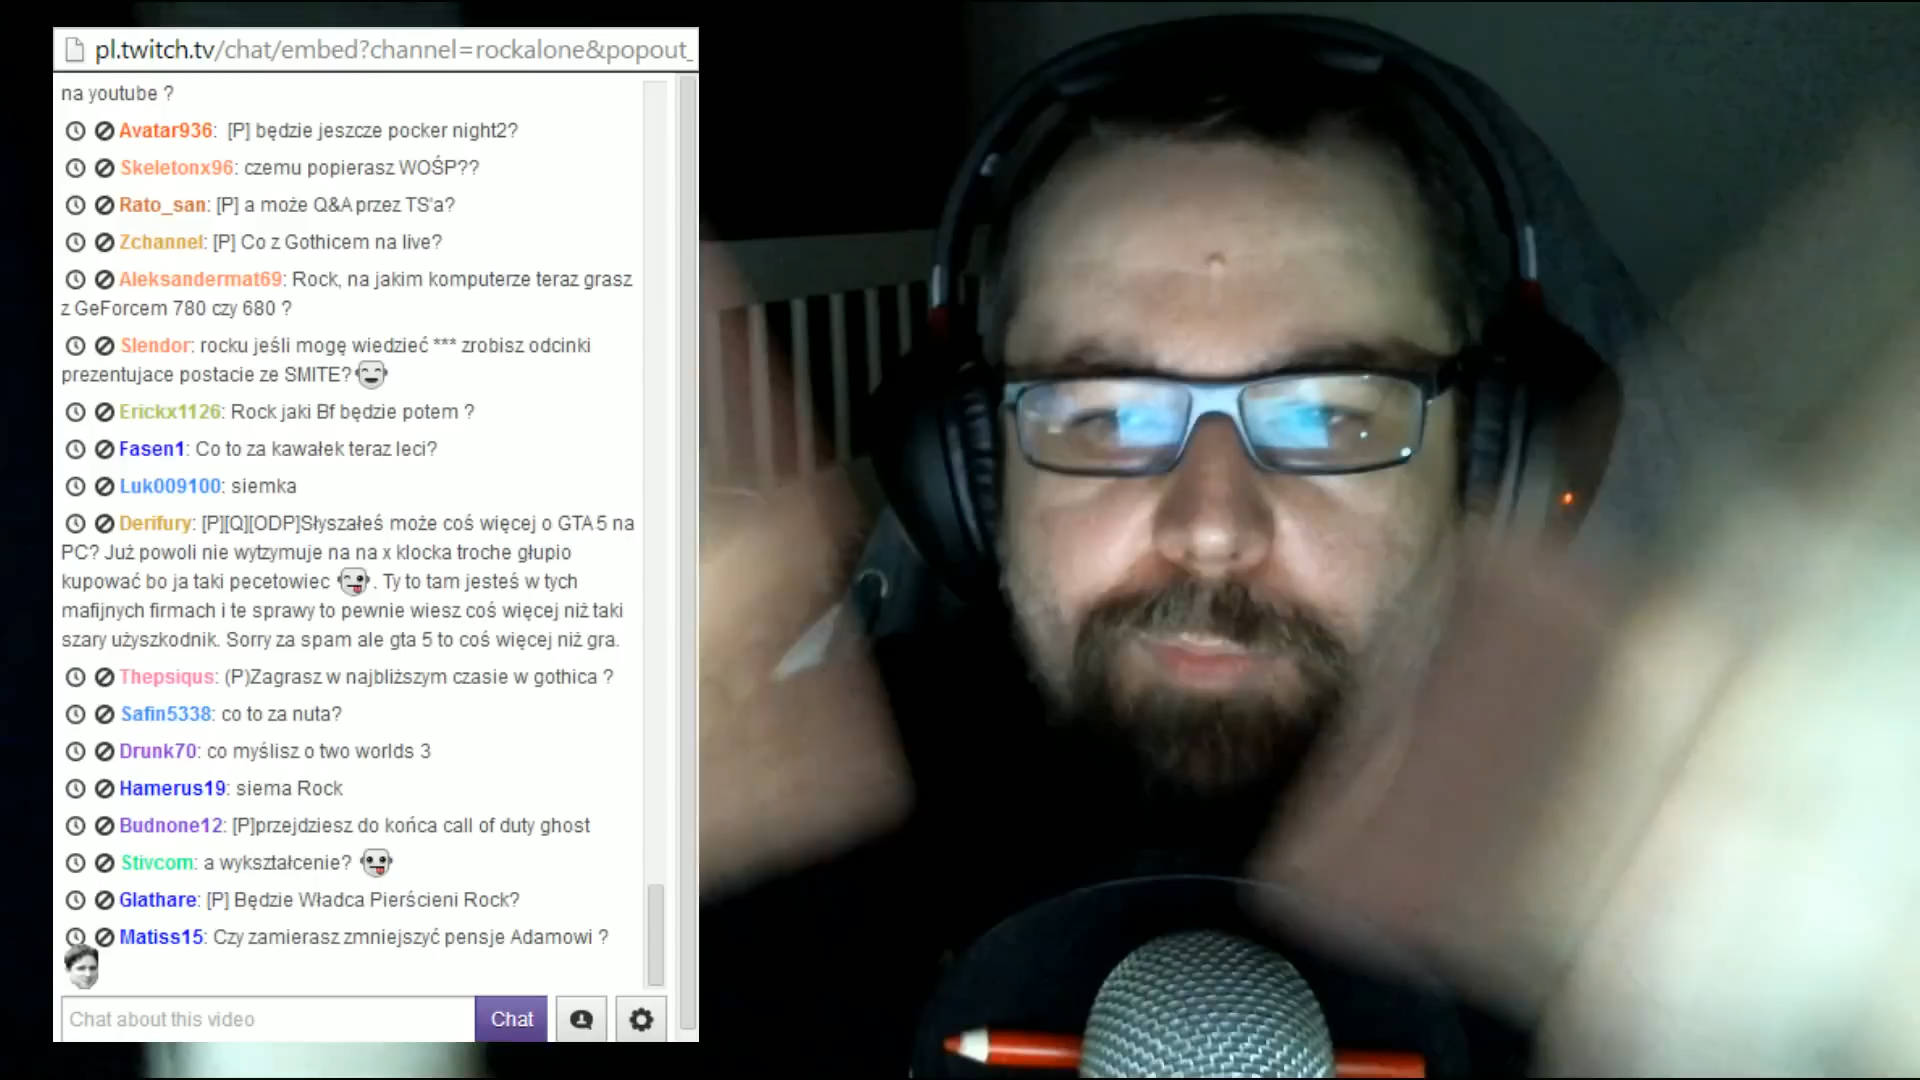 pl.twitch.tv/chat/embed?channel=rockalone&popout_
na youtube ?
Avatar936: [P] będzie jeszcze pocker night2?
Skeletonx96: czemu popierasz WOŚP??
Rato_san: [P] a może Q&A przez TS'a?
Zchannel: [P] Co z Gothicem na live?
Aleksandermat69: Rock, na jakim komputerze teraz grasz
z GeForcem 780 czy 680 ?
Slendor: rocku jeśli mogę wiedzieć *** zrobisz odcinki
prezentujace postacie ze SMITE?
Erickx1126: Rock jaki Bf będzie potem ?
Fasen1: Co to za kawałek teraz leci?
Luk009100: siemka
Derifury: [P][Q][ODP]Słyszałeś może coś więcej o GTA 5 na
PC? Już powoli nie wytzymuje na na x klocka troche głupio
kupować bo ja taki pecetowiec . Ty to tam jesteś w tych
mafijnych firmach i te sprawy to pewnie wiesz coś więcej niż taki
szary użyszkodnik. Sorry za spam ale gta 5 to coś więcej niż gra.
Thepsiqus: (P)Zagrasz w najbliższym czasie w gothica ?
Safin5338: co to za nuta?
Drunk70: co myślisz o two worlds 3
Hamerus19: siema Rock
Budnone12: [P]przejdziesz do końca call of duty ghost
Stivcom: a wykształcenie?
Glathare: [P] Będzie Władca Pierścieni Rock?
Matiss15: Czy zamierasz zmniejszyć pensje Adamowi ?
Chat about this video
Chat